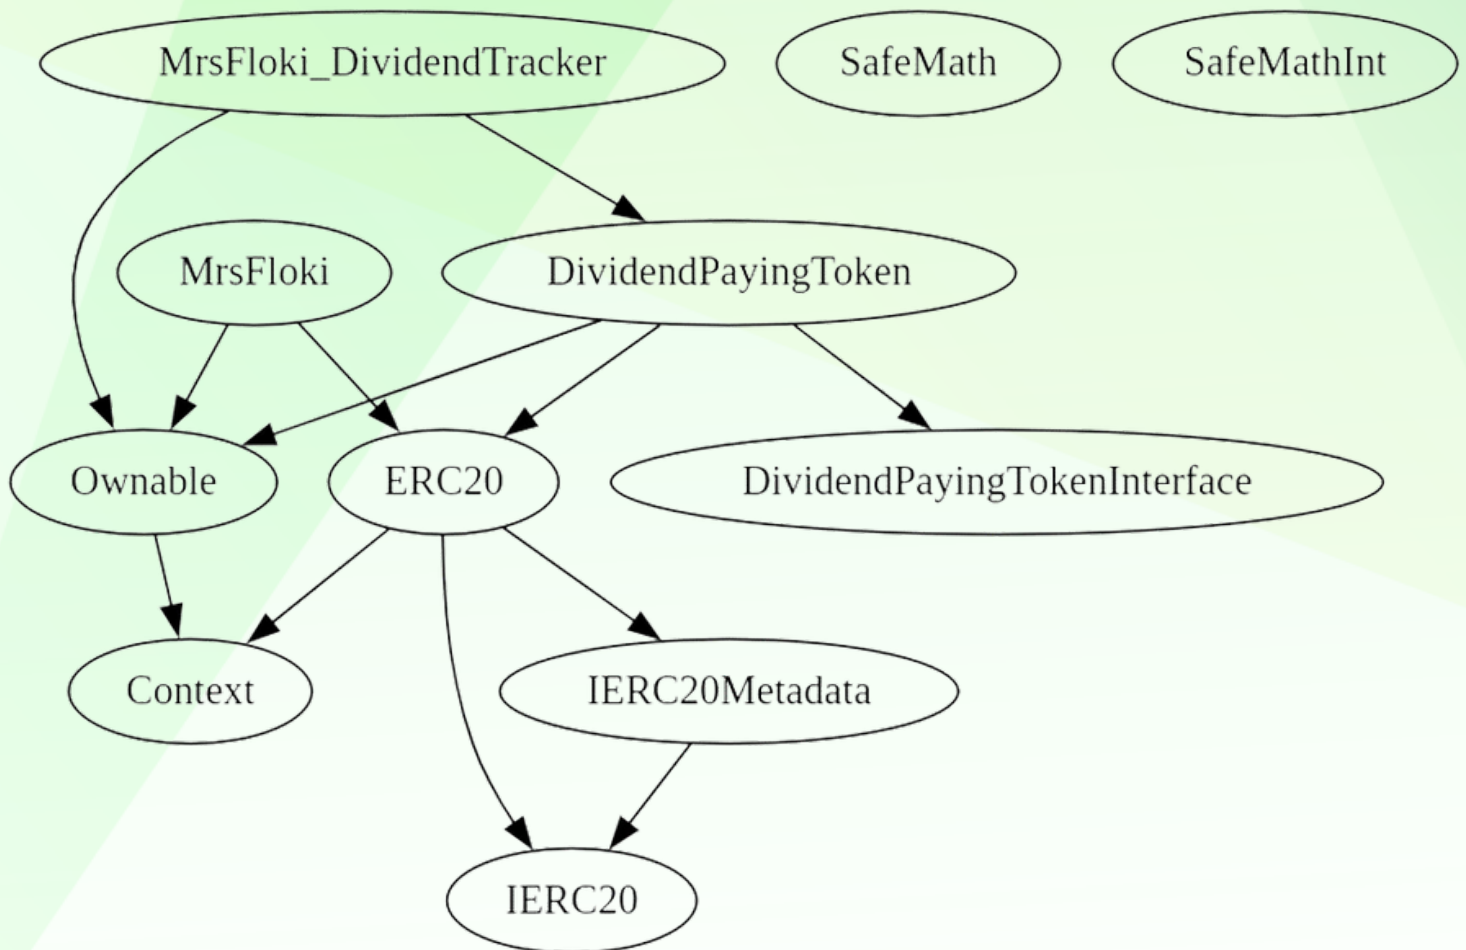 MrsFloki_DividendTracker
SafeMath
SafeMathInt
MrsFloki
DividendPayingToken
Ownable
ERC20
DividendPayingTokenInterface
Context
IERC20Metadata
IERC20